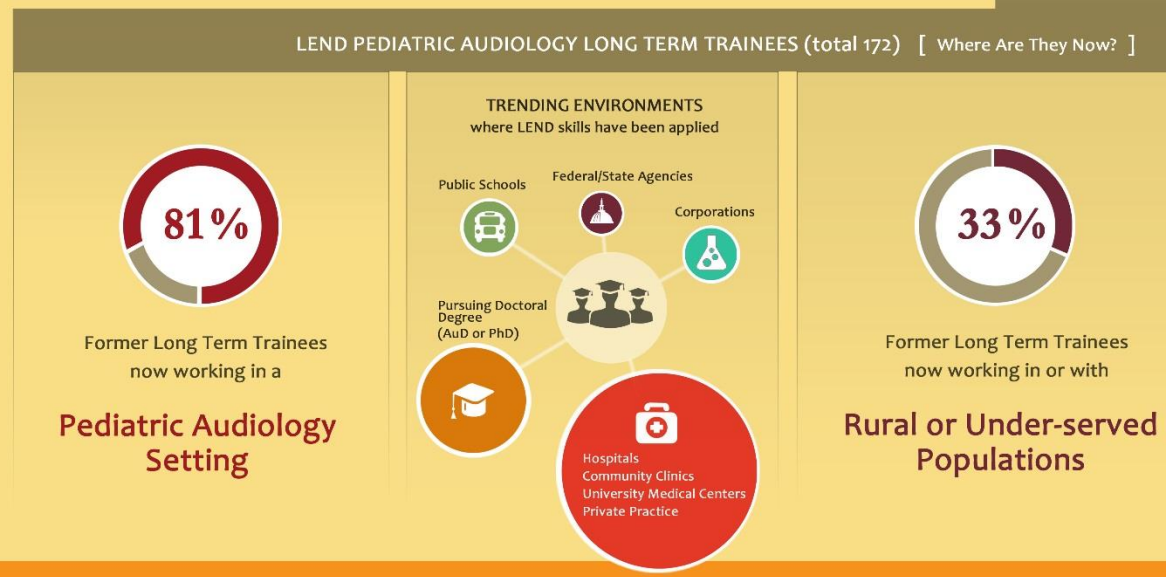 LEND PEDIATRIC AUDIOLOGY LONG TERM TRAINEES (total 172) [ Where Are They Now? ]
81%
Former Long Term Trainees
now working in a
Pediatric Audiology
Setting
TRENDING ENVIRONMENTS
where LEND skills have been applied
Public Schools
Federal/State Agencies
Corporations
Pursuing Doctoral
Degree
(AuD or PhD)
Hospitals
Community Clinics
University Medical Centers
Private Practice
33%
Former Long Term Trainees
now working in or with
Rural or Under-served
Populations